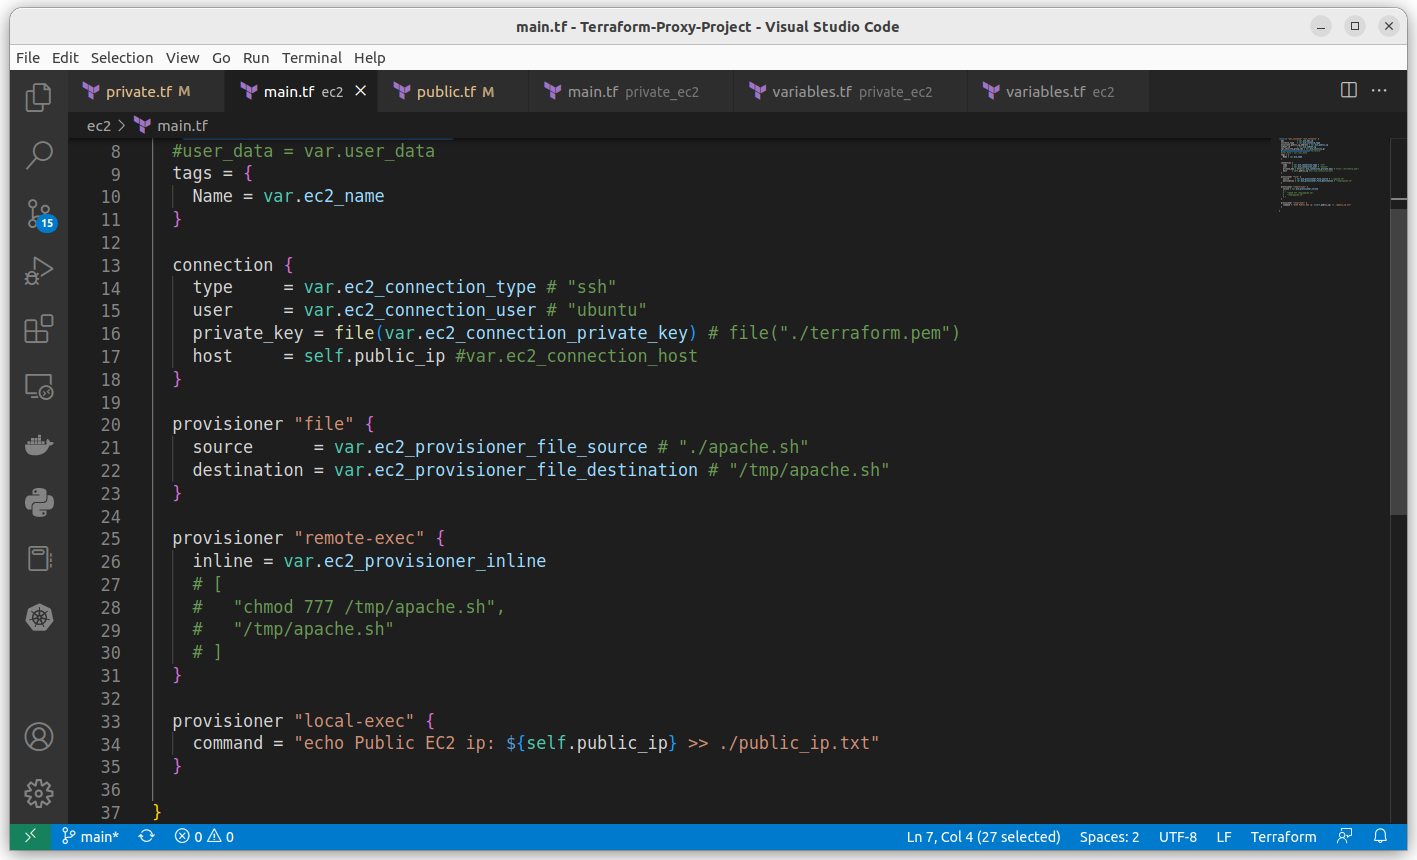 main.tf - Terraform-Proxy-Project - Visual Studio Code
File Edit Selection View Go Run Terminal Help
private.tf M main.tf ec2 public.tf M main.tf private_ec2 variables.tf private_ec2 variables.tf ec2
ec2 > main.tf
8 #user_data = var.user_data
9 tags = {
10 Name = var.ec2_name
11 }
12
13 connection {
14 type     = var.ec2_connection_type # "ssh"
15 user     = var.ec2_connection_user # "ubuntu"
16 private_key = file(var.ec2_connection_private_key) # file("./terraform.pem")
17 host     = self.public_ip #var.ec2_connection_host
18 }
19
20 provisioner "file" {
21 source      = var.ec2_provisioner_file_source # "./apache.sh"
22 destination = var.ec2_provisioner_file_destination # "/tmp/apache.sh"
23 }
24
25 provisioner "remote-exec" {
26 inline = var.ec2_provisioner_inline
27 # [
28 #   "chmod 777 /tmp/apache.sh",
29 #   "/tmp/apache.sh"
30 # ]
31 }
32
33 provisioner "local-exec" {
34 command = "echo Public EC2 ip: ${self.public_ip} >> ./public_ip.txt"
35 }
36
37 }
15
main* 0 0 Ln 7, Col 4 (27 selected) Spaces: 2 UTF-8 LF Terraform